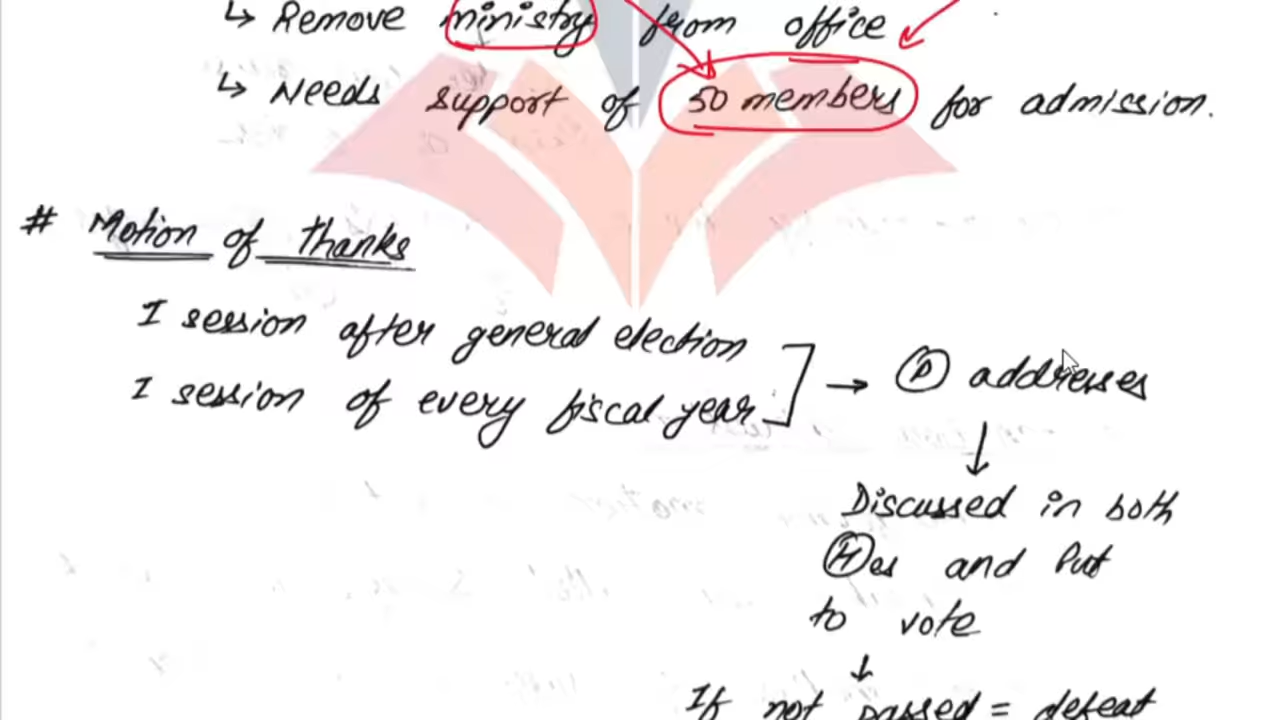 ↳ Remove ministry from office
↳ Needs support of 50 members for admission.
# Motion of thanks
I session after general election
I session of every fiscal year
→ Ⓟ addresses
↓
Discussed in both
Ⓗes and put
to vote
↓
If not passed = defeat